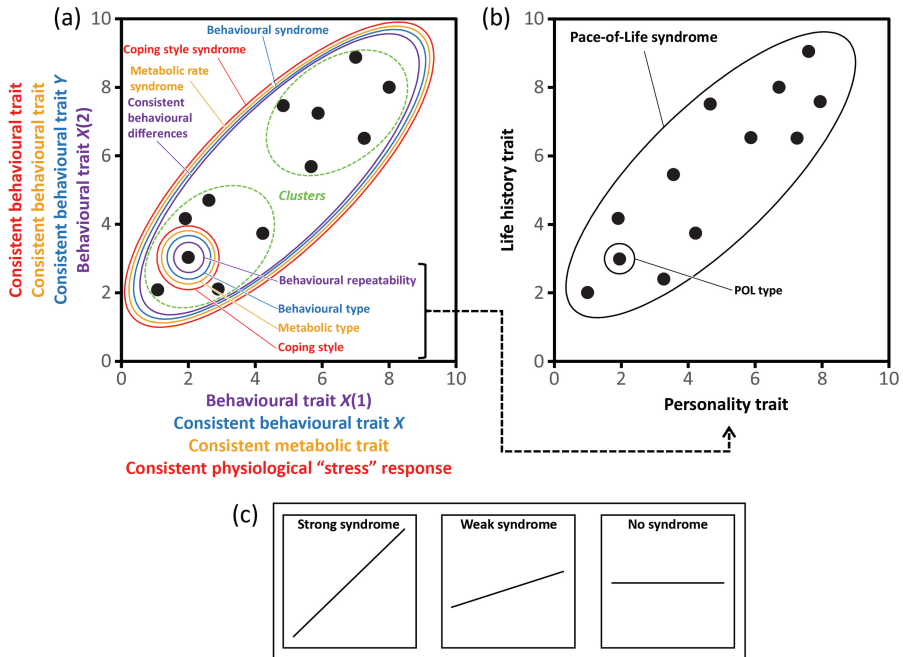 (a)
Behavioural syndrome
Coping style syndrome
Metabolic rate
syndrome
Consistent
behavioural
differences
Clusters
Behavioural repeatability
Behavioural type
Metabolic type
Coping style
Consistent behavioural trait
Consistent behavioural trait
Consistent behavioural trait Y
Behavioural trait X(2)
10
8
6
4
2
0
0 2 4 6 8 10
Behavioural trait X(1)
Consistent behavioural trait X
Consistent metabolic trait
Consistent physiological “stress” response
(b)
Pace-of-Life syndrome
POL type
Life history trait
10
8
6
4
2
0
0 2 4 6 8 10
Personality trait
(c)
Strong syndrome
Weak syndrome
No syndrome